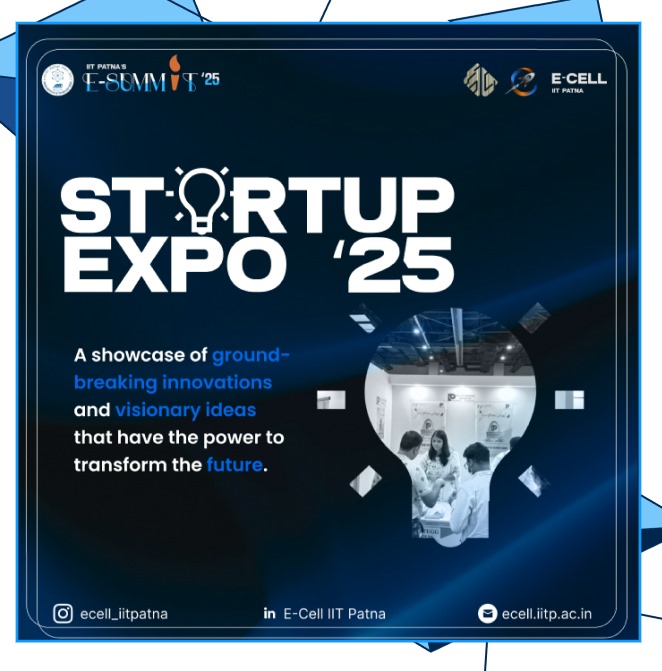 IIT PATNA'S
E-SUMMIT '25
E-CELL
IIT PATNA
STARTUP
EXPO '25
A showcase of ground-
breaking innovations
and visionary ideas
that have the power to
transform the future.
ecell_iitpatna
in E-Cell IIT Patna
ecell.iitp.ac.in